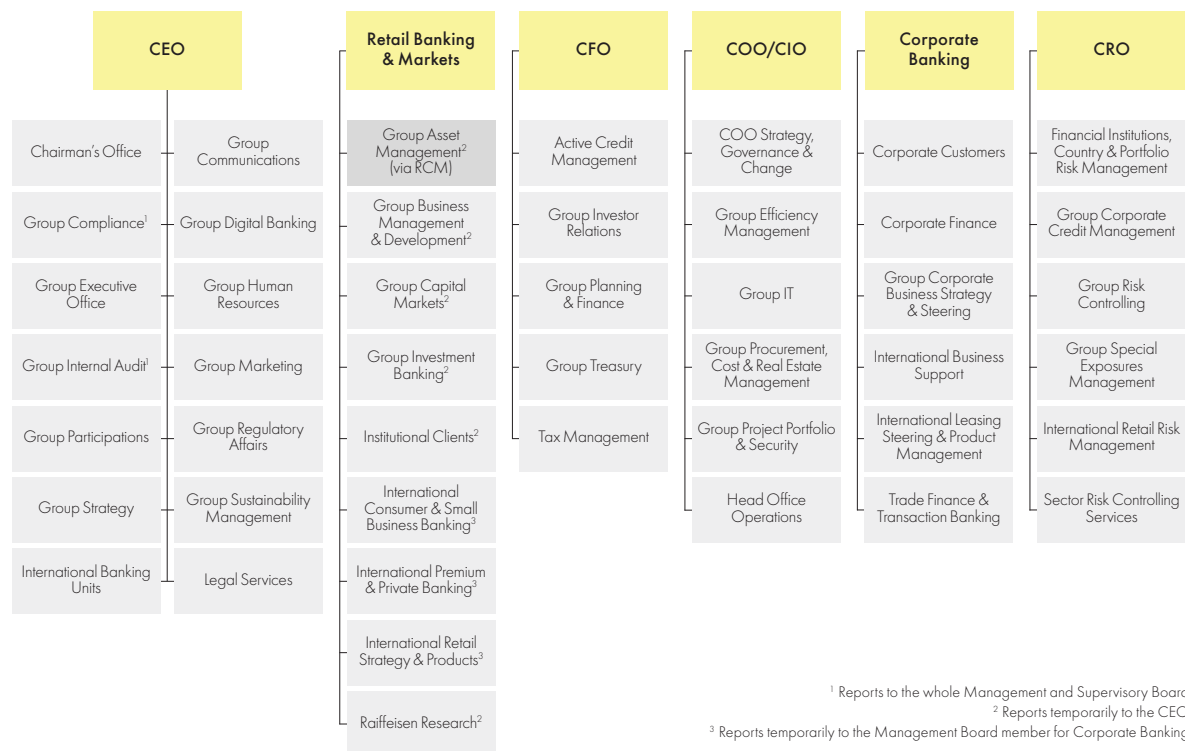 CEO
Chairman's Office
Group
Communications
Group Compliance¹
Group Digital Banking
Group Executive
Office
Group Human
Resources
Group Internal Audit¹
Group Marketing
Group Participations
Group Regulatory
Affairs
Group Strategy
Group Sustainability
Management
International Banking
Units
Legal Services
Retail Banking
& Markets
Group Asset
Management²
(via RCM)
Group Business
Management
& Development²
Group Capital
Markets²
Group Investment
Banking²
Institutional Clients²
International
Consumer & Small
Business Banking³
International Premium
& Private Banking³
International Retail
Strategy & Products³
Raiffeisen Research²
CFO
Active Credit
Management
Group Investor
Relations
Group Planning
& Finance
Group Treasury
Tax Management
COO/CIO
COO Strategy,
Governance &
Change
Group Efficiency
Management
Group IT
Group Procurement,
Cost & Real Estate
Management
Group Project Portfolio
& Security
Head Office
Operations
Corporate
Banking
Corporate Customers
Corporate Finance
Group Corporate
Business Strategy
& Steering
International Business
Support
International Leasing
Steering & Product
Management
Trade Finance &
Transaction Banking
CRO
Financial Institutions,
Country & Portfolio
Risk Management
Group Corporate
Credit Management
Group Risk
Controlling
Group Special
Exposures
Management
International Retail Risk
Management
Sector Risk Controlling
Services
¹ Reports to the whole Management and Supervisory Board
² Reports temporarily to the CEO
³ Reports temporarily to the Management Board member for Corporate Banking